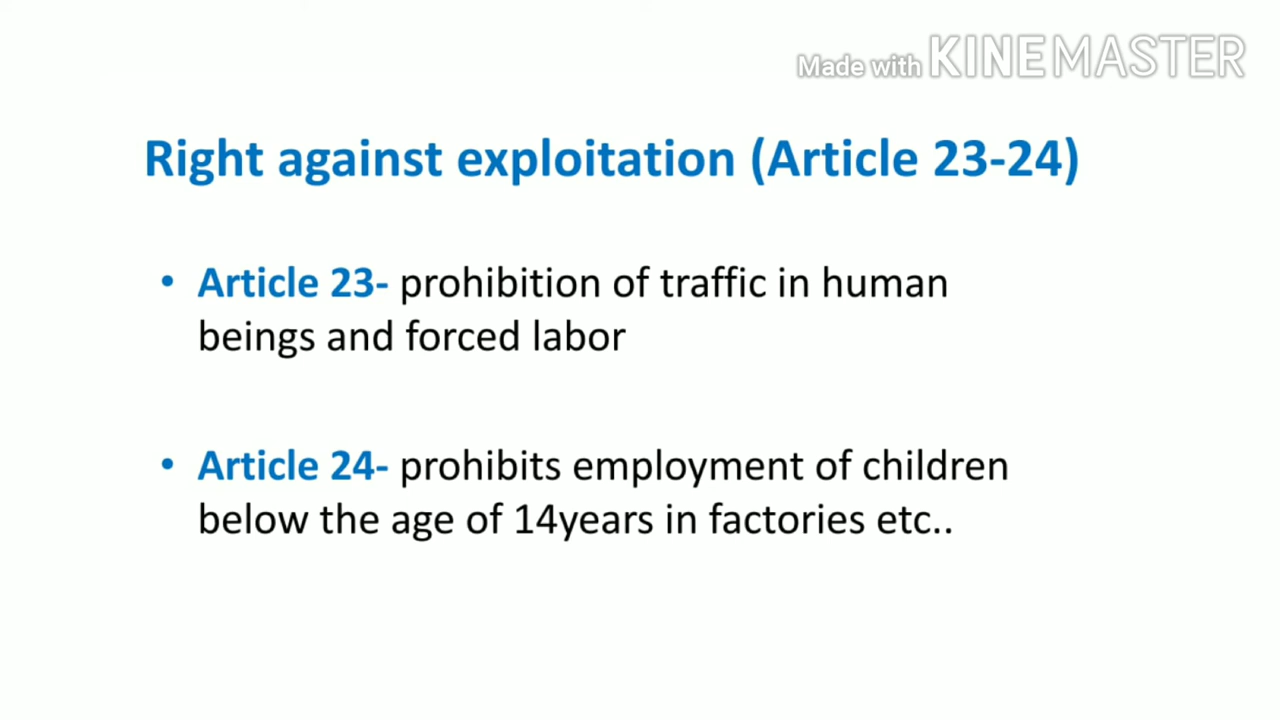 Made with KINEMASTER
Right against exploitation (Article 23-24)
• Article 23- prohibition of traffic in human
beings and forced labor
• Article 24- prohibits employment of children
below the age of 14years in factories etc..